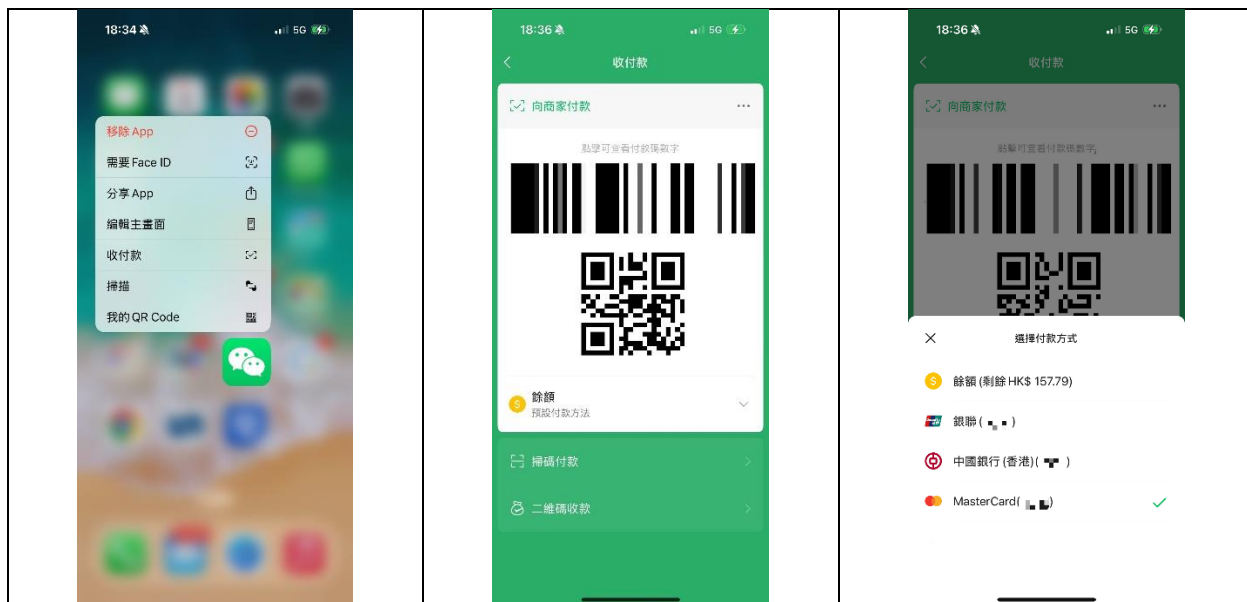 18:34
5G
移除 App
需要 Face ID
分享 App
編輯主畫面
收付款
掃描
我的 QR Code
18:36
5G
收付款
向商家付款
點擊可查看付款碼數字
餘額
預設付款方法
掃碼付款
二維碼收款
18:36
5G
收付款
向商家付款
點擊可查看付款碼數字
選擇付款方式
餘額 (剩餘 HK$ 157.79)
銀聯 ( )
中國銀行 (香港)( )
MasterCard( )